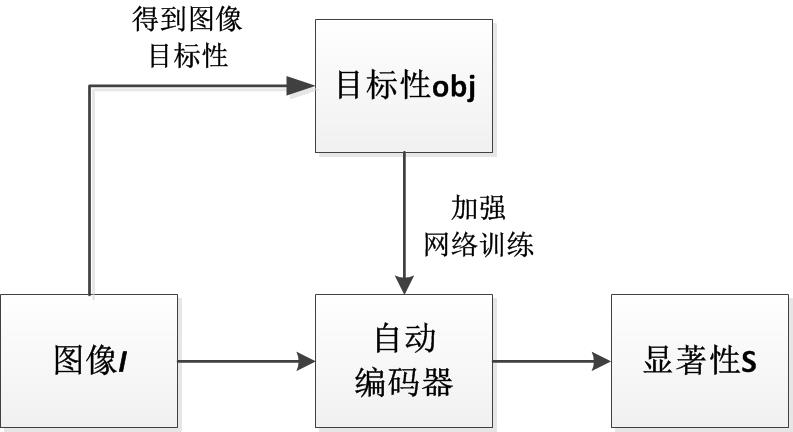 得到图像
目标性
目标性obj
加强
网络训练
图像I
自动
编码器
显著性S